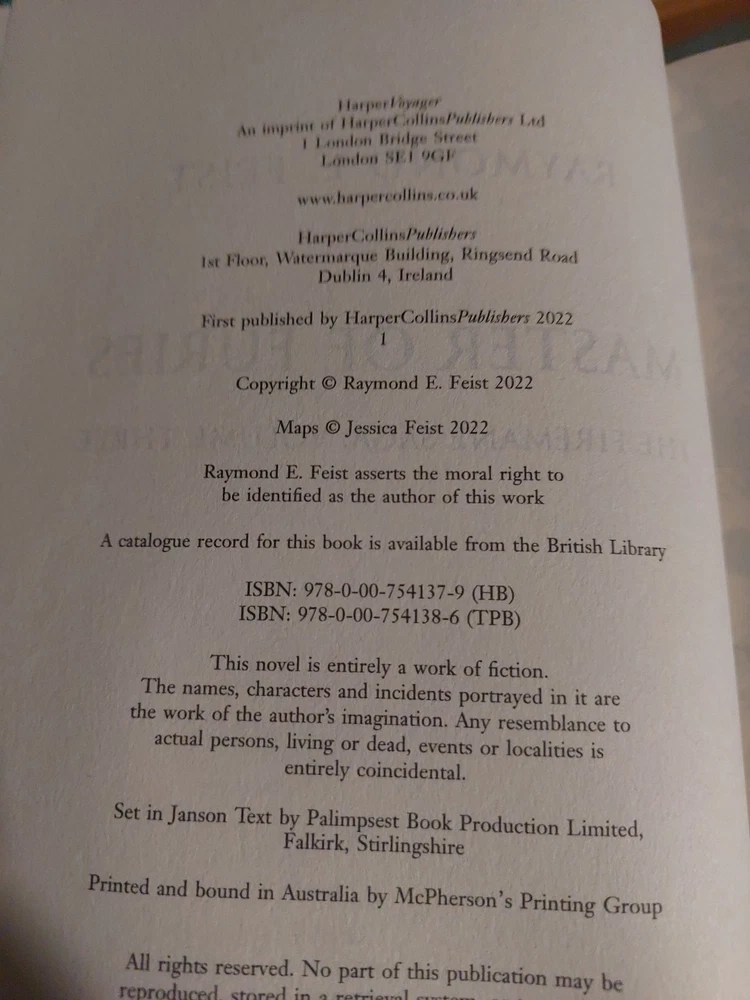 HarperVoyager
An imprint of HarperCollinsPublishers Ltd
1 London Bridge Street
London SE1 9GF
www.harpercollins.co.uk
HarperCollinsPublishers
1st Floor, Watermarque Building, Ringsend Road
Dublin 4, Ireland
First published by HarperCollinsPublishers 2022
1
Copyright © Raymond E. Feist 2022
Maps © Jessica Feist 2022
Raymond E. Feist asserts the moral right to
be identified as the author of this work
A catalogue record for this book is available from the British Library
ISBN: 978-0-00-754137-9 (HB)
ISBN: 978-0-00-754138-6 (TPB)
This novel is entirely a work of fiction.
The names, characters and incidents portrayed in it are
the work of the author's imagination. Any resemblance to
actual persons, living or dead, events or localities is
entirely coincidental.
Set in Janson Text by Palimpsest Book Production Limited,
Falkirk, Stirlingshire
Printed and bound in Australia by McPherson's Printing Group
All rights reserved. No part of this publication may be
reproduced, stored in a retrieval